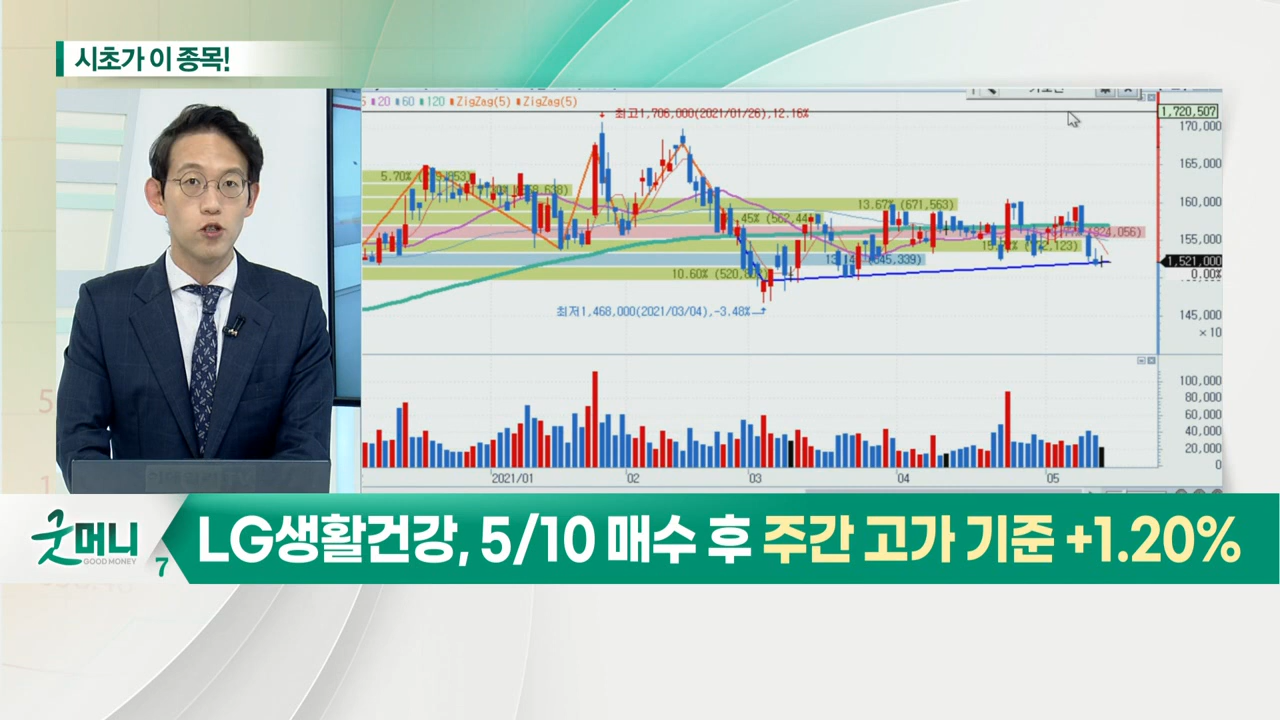 시초가 이 종목!
20 60 120 ZigZag(5) ZigZag(5)
최고1,706,000(2021/01/26),12.16%
1,720,507
170,000
165,000
160,000
155,000
1,521,000
0.00%
145,000
×10
13.67% (671,563)
10.60%
최저1,468,000(2021/03/04),-3.48%
100,000
80,000
60,000
40,000
20,000
0
2021/01 02 03 04 05
굿머니
GOOD MONEY
7
LG생활건강, 5/10 매수 후 주간 고가 기준 +1.20%